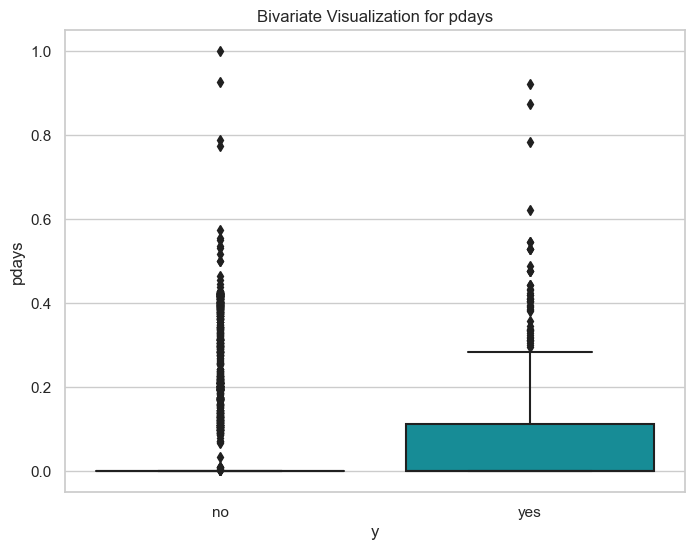 Bivariate Visualization for pdays
1.0
0.8
0.6
0.4
0.2
0.0
pdays
no
yes
y